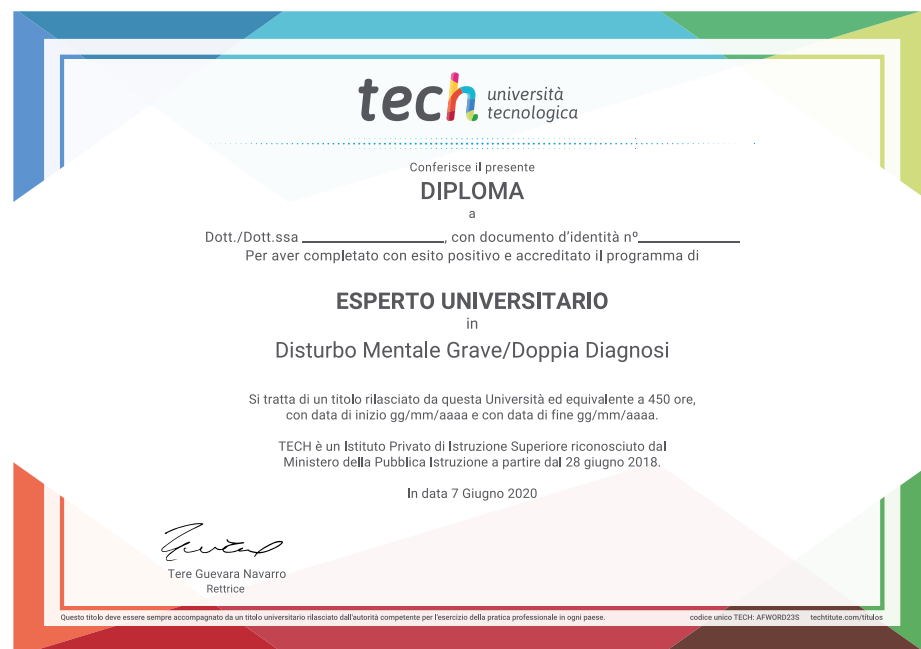 tech università
tecnologica
Conferisce il presente
DIPLOMA
a
Dott./Dott.ssa ____________________, con documento d'identità nº______________
Per aver completato con esito positivo e accreditato il programma di
ESPERTO UNIVERSITARIO
in
Disturbo Mentale Grave/Doppia Diagnosi
Si tratta di un titolo rilasciato da questa Università ed equivalente a 450 ore,
con data di inizio gg/mm/aaaa e con data di fine gg/mm/aaaa.
TECH è un Istituto Privato di Istruzione Superiore riconosciuto dal
Ministero della Pubblica Istruzione a partire dal 28 giugno 2018.
In data 7 Giugno 2020
Tere Guevara Navarro
Rettrice
Questo titolo deve essere sempre accompagnato da un titolo universitario rilasciato dall'autorità competente per l'esercizio della pratica professionale in ogni paese. codice unico TECH: AFWORD23S techtitute.com/títulos